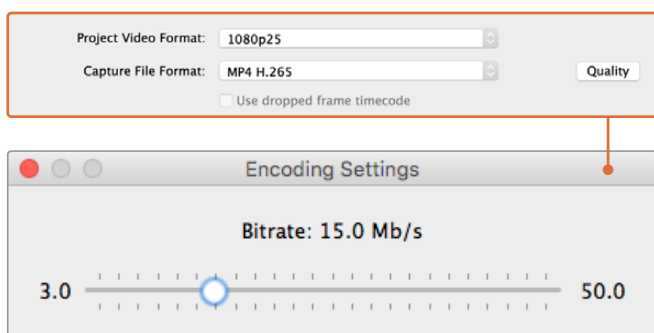 Project Video Format: 1080p25
Capture File Format: MP4 H.265 Quality
Use dropped frame timecode
Encoding Settings
Bitrate: 15.0 Mb/s
3.0 50.0